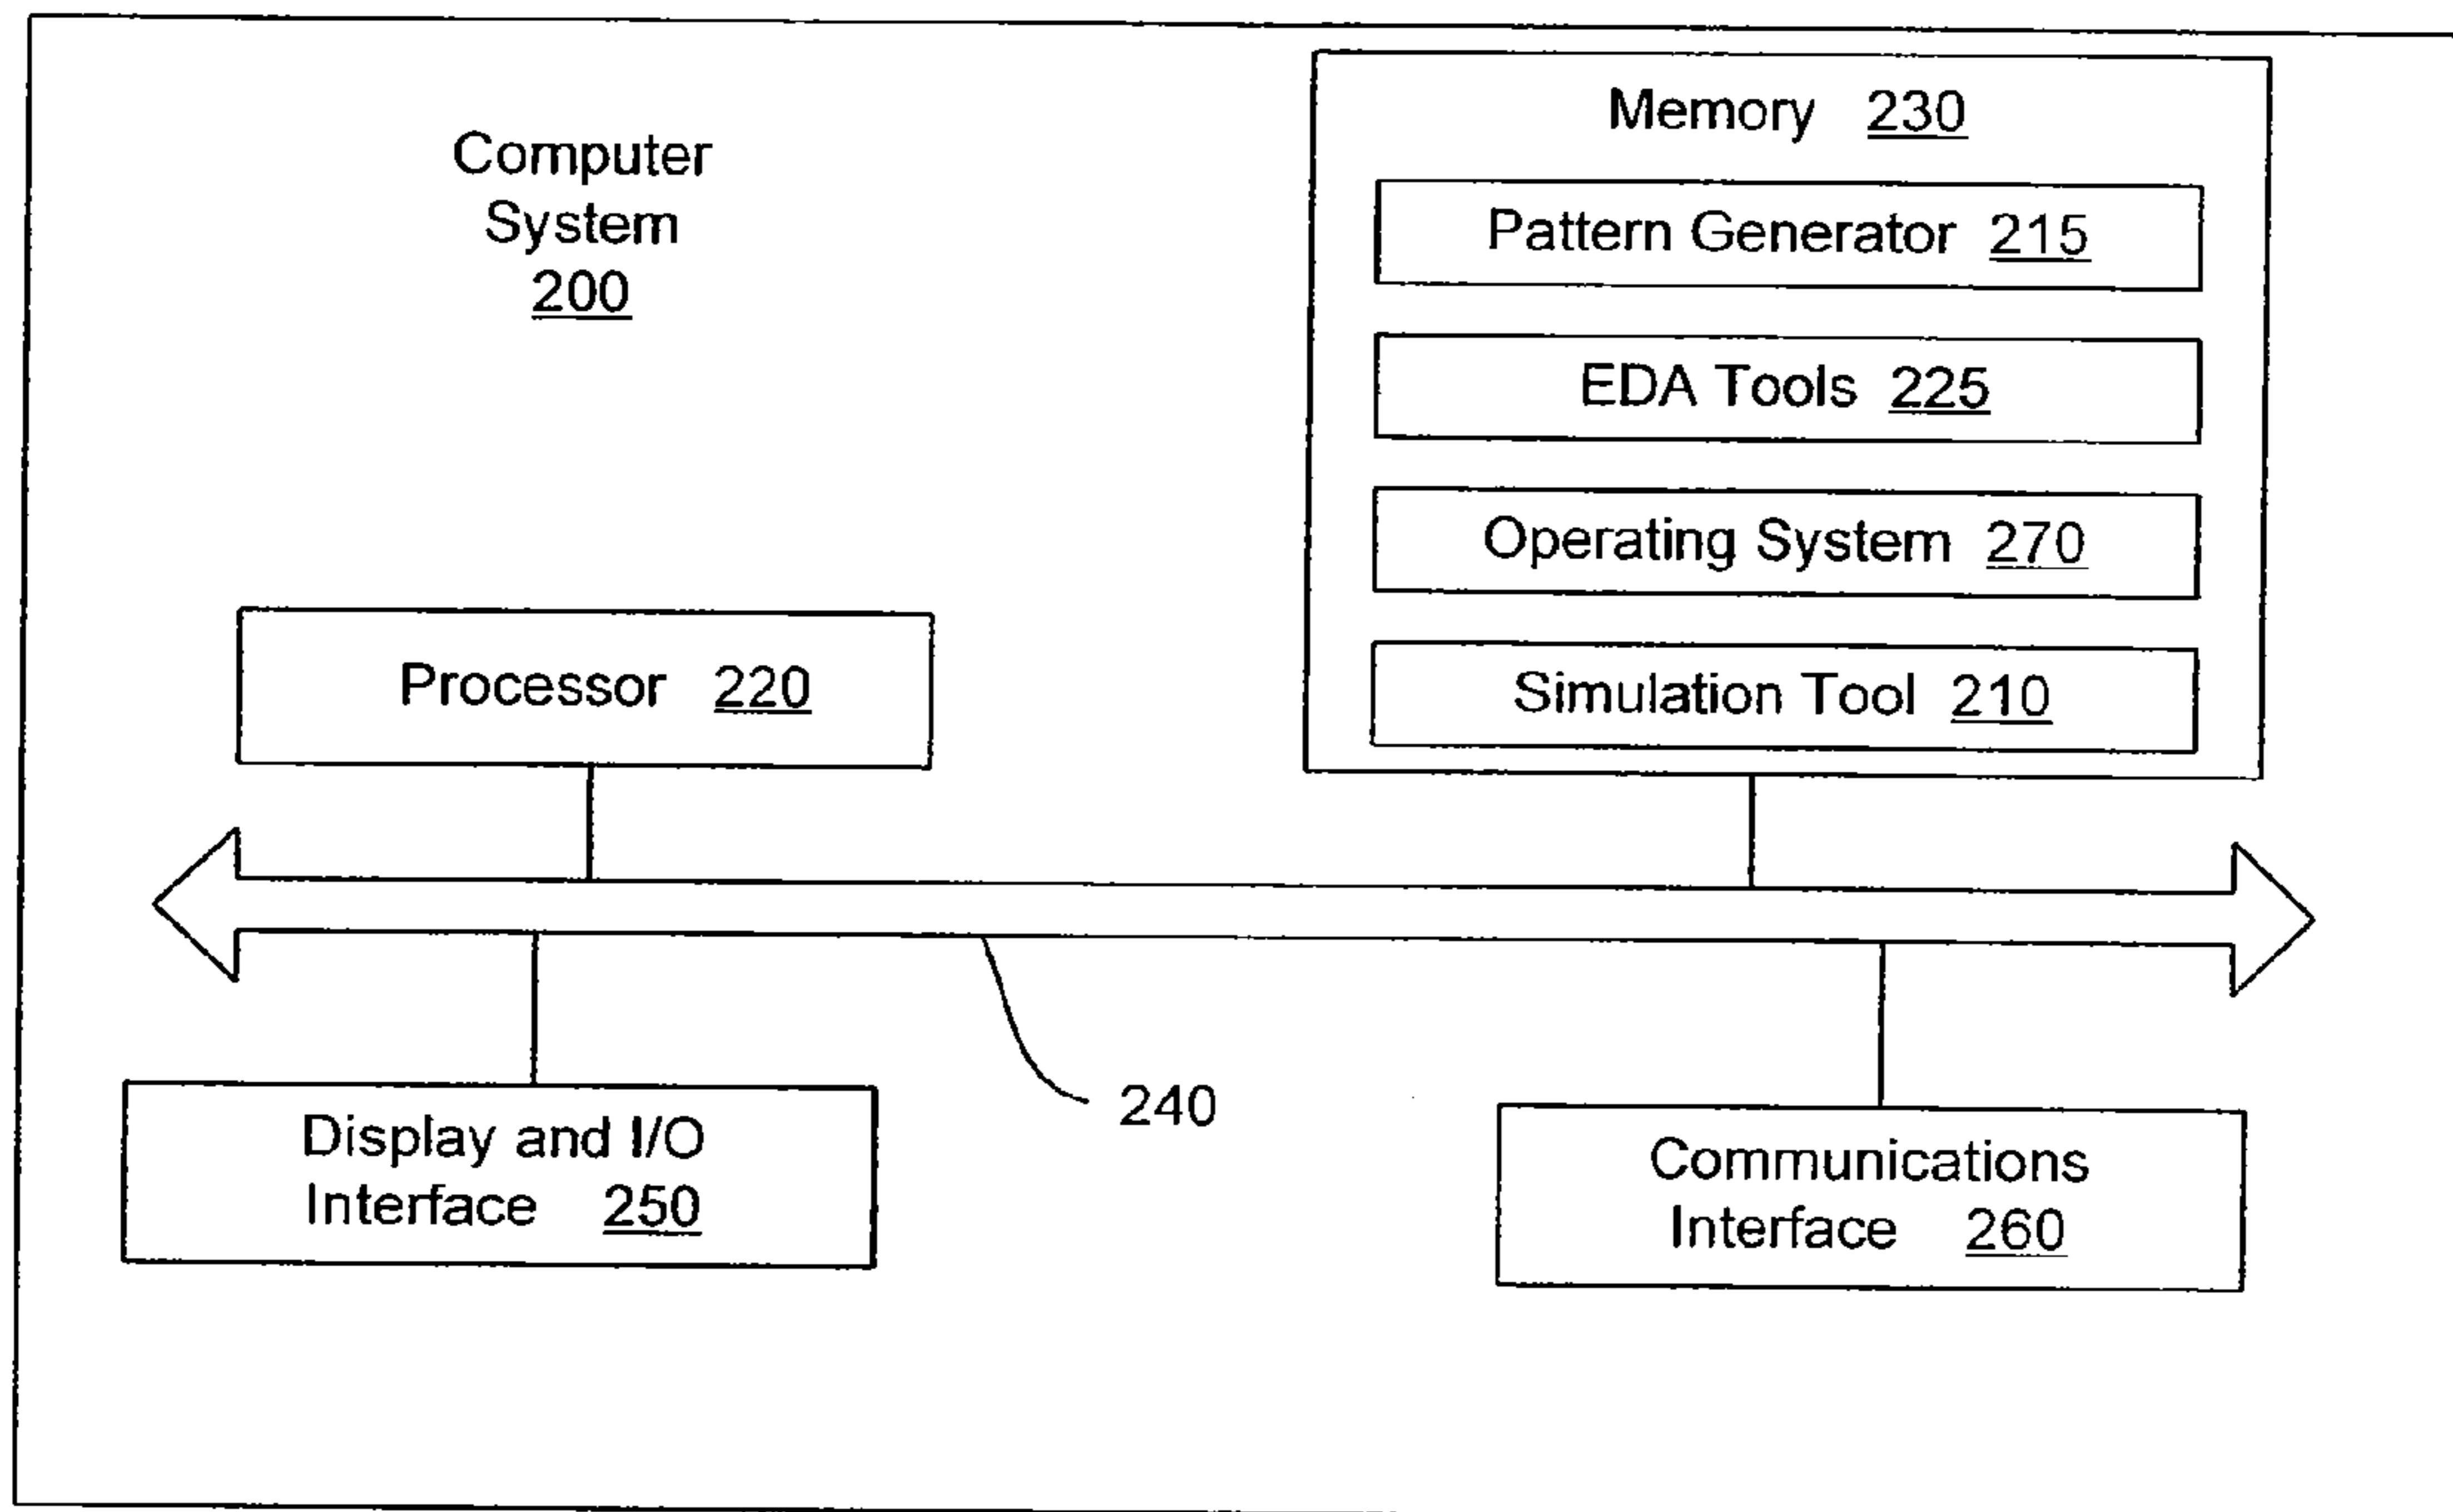 Computer
System
200
Memory 230
Pattern Generator 215
EDA Tools 225
Operating System 270
Simulation Tool 210
Processor 220
240
Display and I/O
Interface 250
Communications
Interface 260